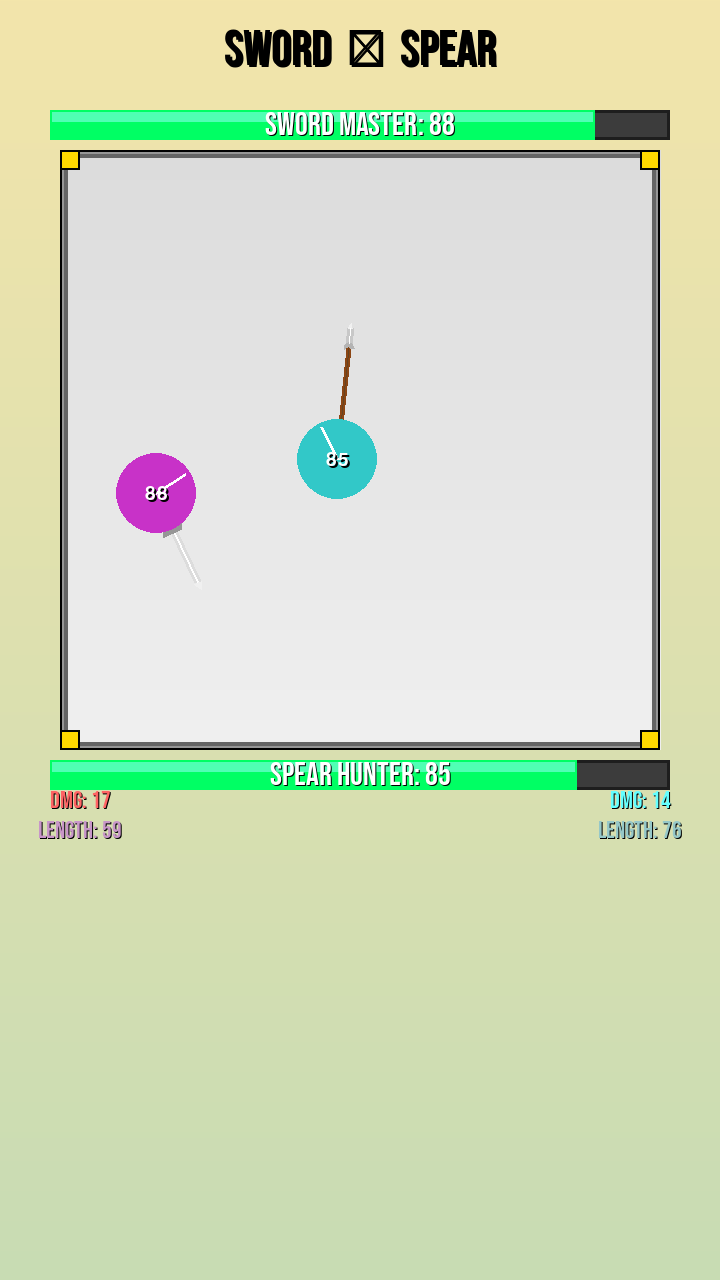 SWORD SPEAR
SWORD MASTER: 88
85
88
SPEAR HUNTER: 85
DMG: 17
DMG: 14
LENGTH: 59
LENGTH: 76